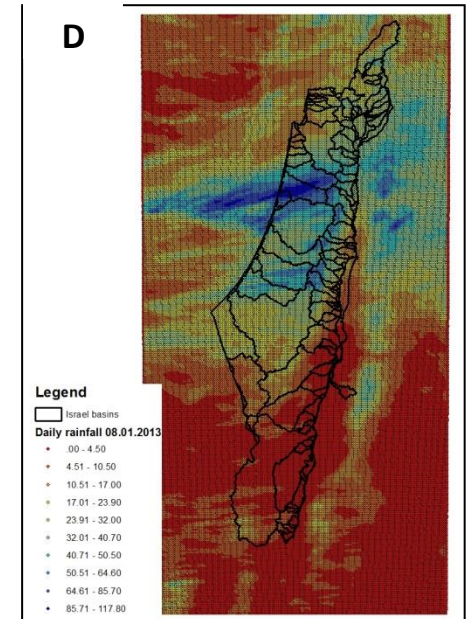 D
Legend
Israel basins
Daily rainfall 08.01.2013
.00 - 4.50
4.51 - 10.50
10.51 - 17.00
17.01 - 23.90
23.91 - 32.00
32.01 - 40.70
40.71 - 50.50
50.51 - 64.60
64.61 - 85.70
85.71 - 117.80